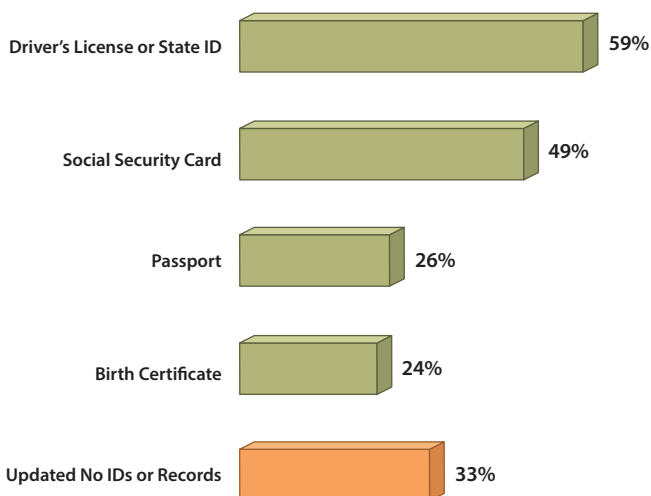 Driver's License or State ID 59%
Social Security Card 49%
Passport 26%
Birth Certificate 24%
Updated No IDs or Records 33%